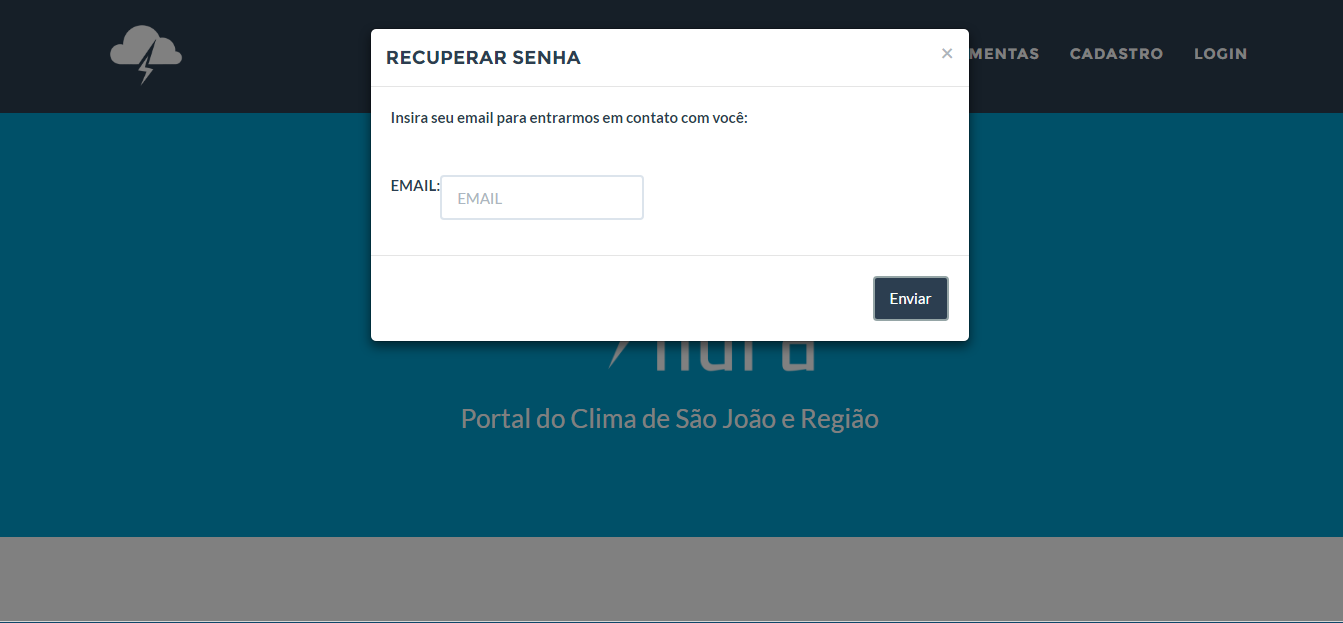 RECUPERAR SENHA
×
CADASTRO
LOGIN
Insira seu email para entrarmos em contato com você:
EMAIL:
EMAIL
Enviar
Portal do Clima de São João e Região